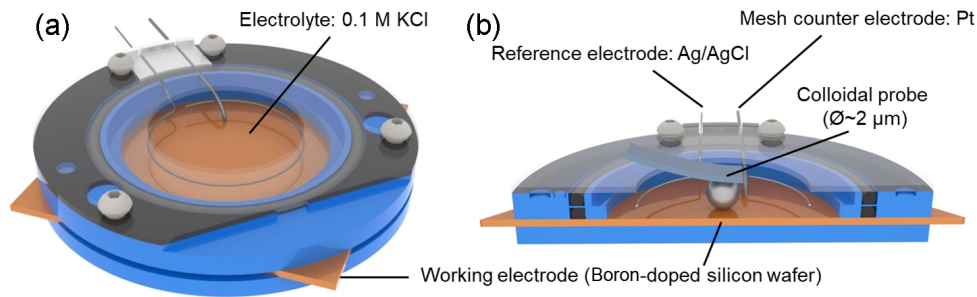 (a)
Electrolyte: 0.1 M KCl
(b)
Mesh counter electrode: Pt
Reference electrode: Ag/AgCl
Colloidal probe
(Ø~2 μm)
Working electrode (Boron-doped silicon wafer)